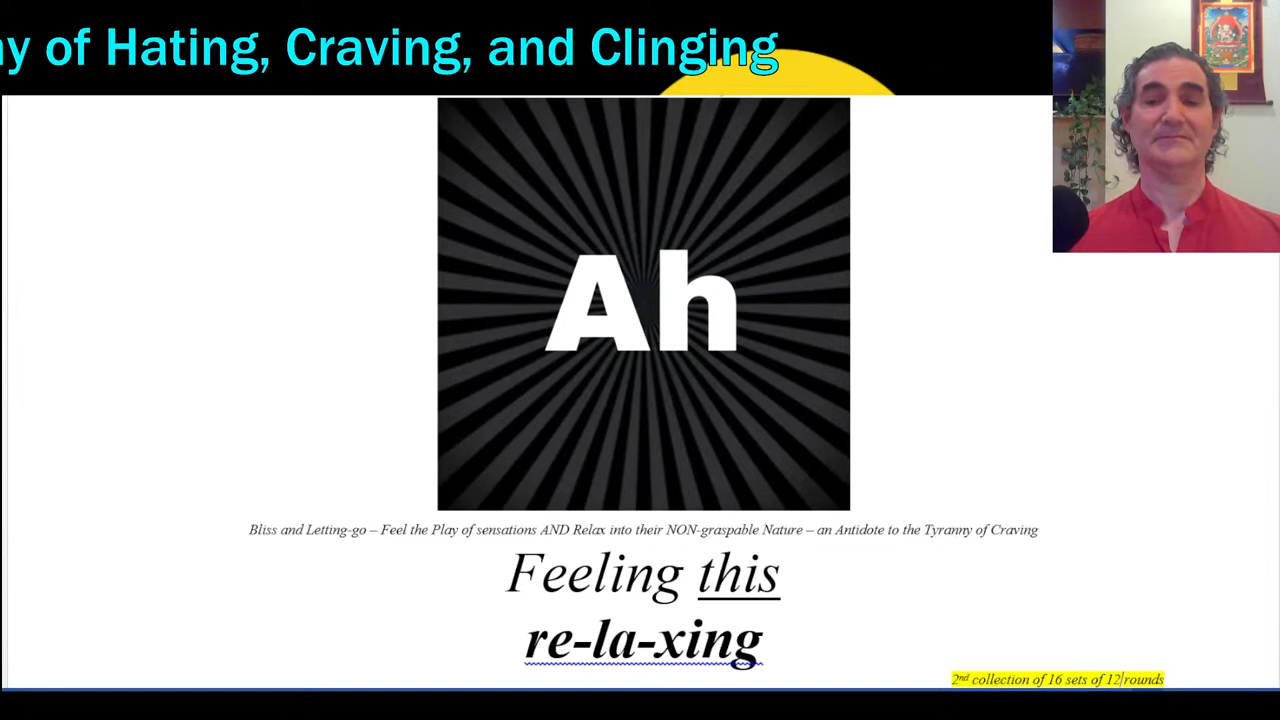 of Hating, Craving, and Clinging
Ah
Bliss and Letting-go – Feel the Play of sensations AND Relax into their NON-graspable Nature – an Antidote to the Tyranny of Craving
Feeling this
re-la-xing
2nd collection of 16 sets of 12 rounds